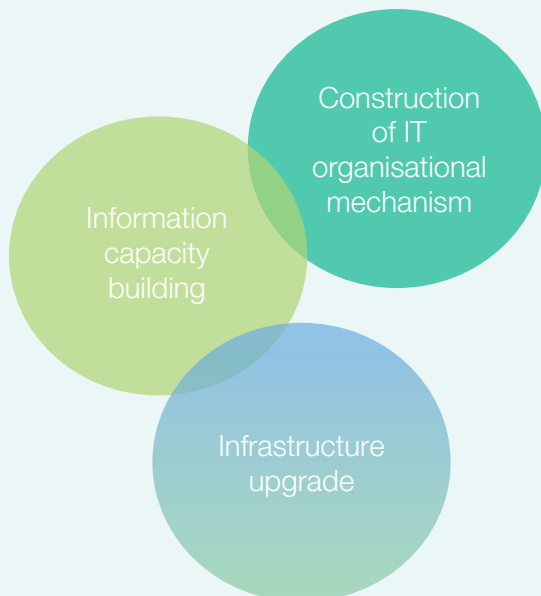 Construction
of IT
organisational
mechanism
Information
capacity
building
Infrastructure
upgrade